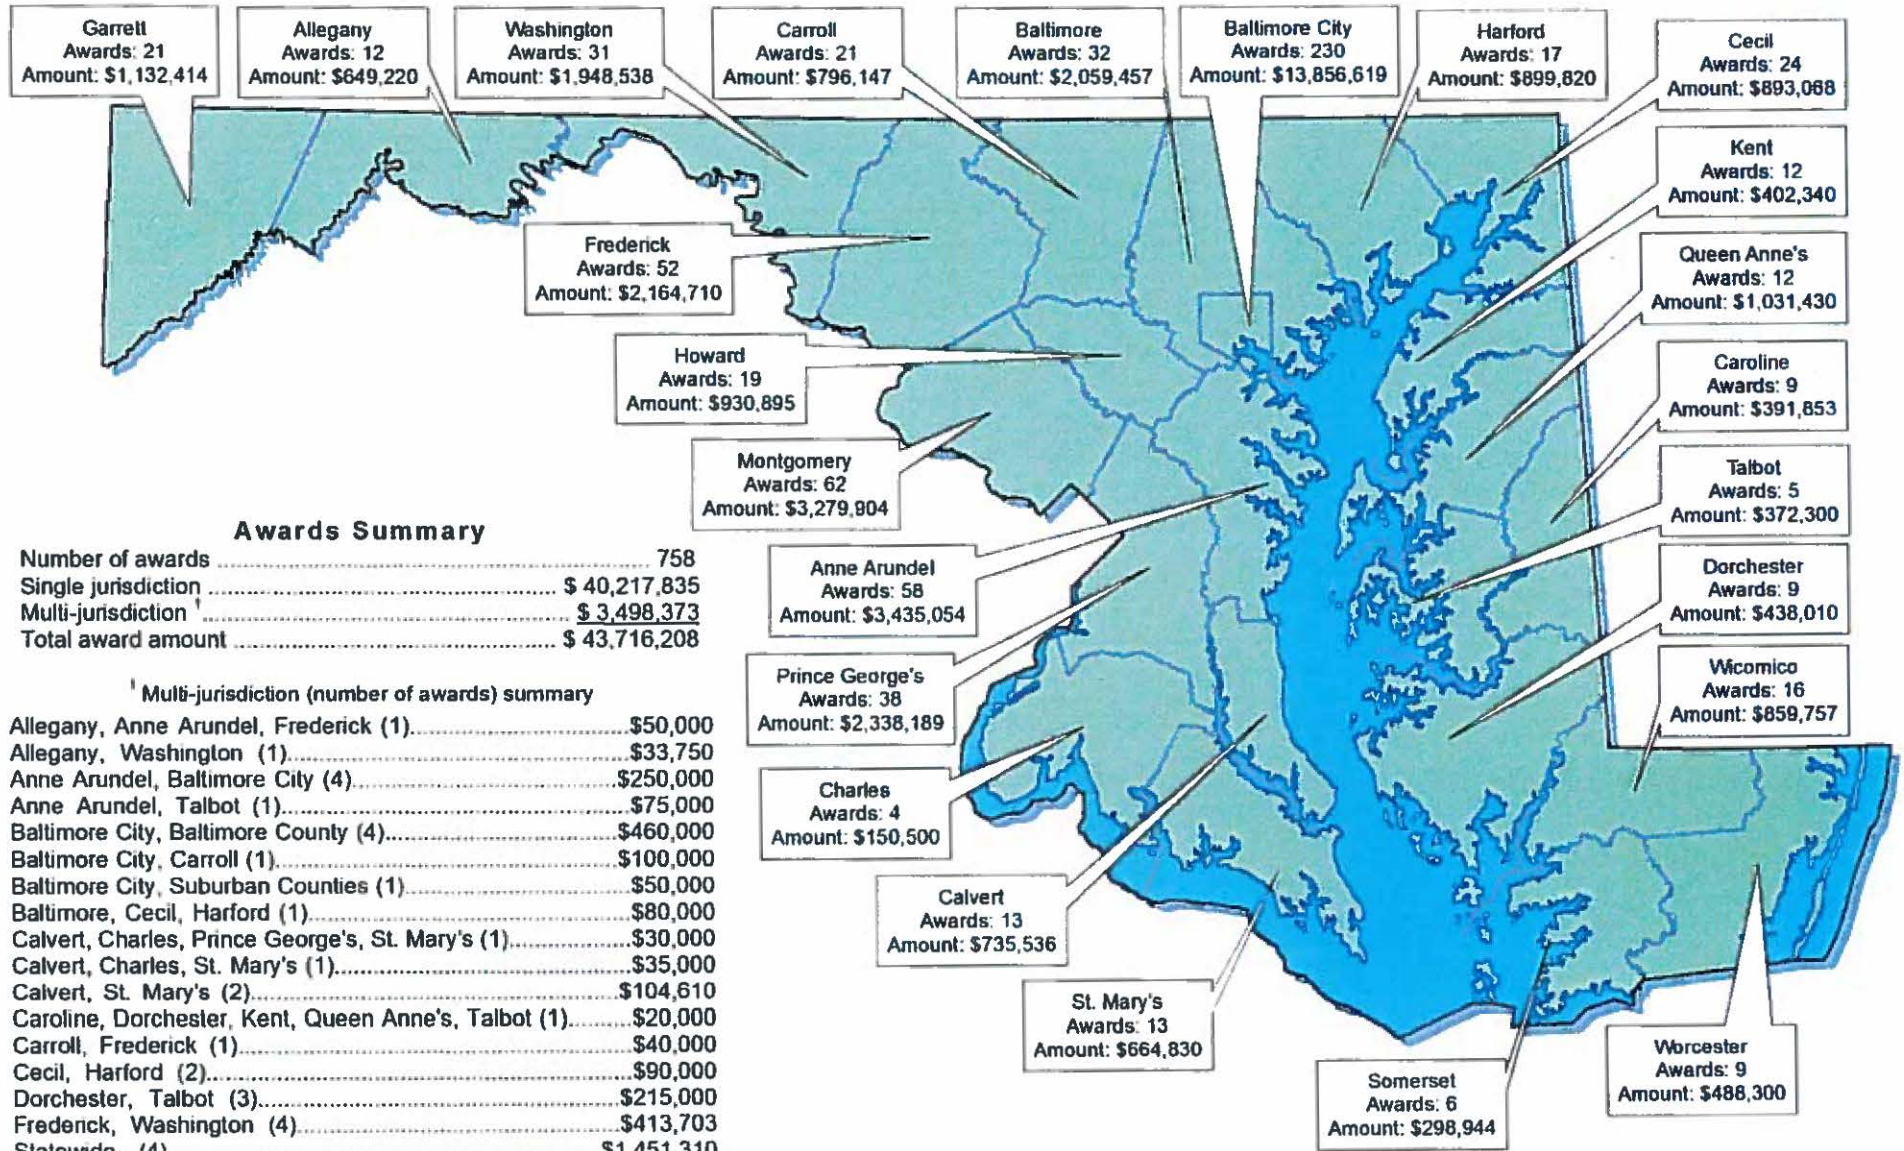 Garrett
Awards: 21
Amount: $1,132,414
Allegany
Awards: 12
Amount: $649,220
Washington
Awards: 31
Amount: $1,948,538
Carroll
Awards: 21
Amount: $796,147
Baltimore
Awards: 32
Amount: $2,059,457
Baltimore City
Awards: 230
Amount: $13,856,619
Harford
Awards: 17
Amount: $899,820
Cecil
Awards: 24
Amount: $893,068
Kent
Awards: 12
Amount: $402,340
Queen Anne's
Awards: 12
Amount: $1,031,430
Caroline
Awards: 9
Amount: $391,853
Talbot
Awards: 5
Amount: $372,300
Dorchester
Awards: 9
Amount: $438,010
Wicomico
Awards: 16
Amount: $859,757
Frederick
Awards: 52
Amount: $2,164,710
Howard
Awards: 19
Amount: $930,895
Montgomery
Awards: 62
Amount: $3,279,904
Anne Arundel
Awards: 58
Amount: $3,435,054
Prince George's
Awards: 38
Amount: $2,338,189
Charles
Awards: 4
Amount: $150,500
Calvert
Awards: 13
Amount: $735,536
St. Mary's
Awards: 13
Amount: $664,830
Somerset
Awards: 6
Amount: $298,944
Worcester
Awards: 9
Amount: $488,300
Awards Summary
Number of awards ........ 758
Single jurisdiction ........ $ 40,217,835
Multi-jurisdiction ¹ ........ $ 3,498,373
Total award amount ........ $ 43,716,208
¹ Multi-jurisdiction (number of awards) summary
Allegany, Anne Arundel, Frederick (1)........$50,000
Allegany, Washington (1)........$33,750
Anne Arundel, Baltimore City (4)........$250,000
Anne Arundel, Talbot (1)........$75,000
Baltimore City, Baltimore County (4)........$460,000
Baltimore City, Carroll (1)........$100,000
Baltimore City, Suburban Counties (1)........$50,000
Baltimore, Cecil, Harford (1)........$80,000
Calvert, Charles, Prince George's, St. Mary's (1)........$30,000
Calvert, Charles, St. Mary's (1)........$35,000
Calvert, St. Mary's (2)........$104,610
Caroline, Dorchester, Kent, Queen Anne's, Talbot (1)........$20,000
Carroll, Frederick (1)........$40,000
Cecil, Harford (2)........$90,000
Dorchester, Talbot (3)........$215,000
Frederick, Washington (4)........$413,703
Statewide (4)........$1,451,310